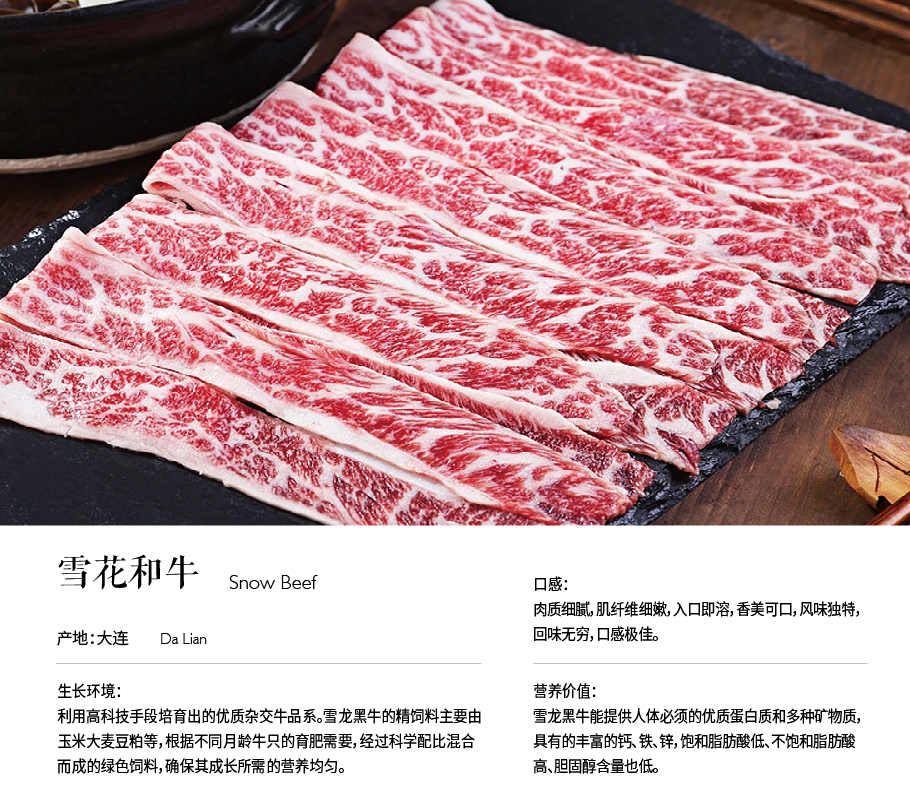 雪花和牛 Snow Beef
产地：大连 Da Lian
生长环境：
利用高科技手段培育出的优质杂交牛品系。雪龙黑牛的精饲料主要由
玉米大麦豆粕等，根据不同月龄牛只的育肥需要，经过科学配比混合
而成的绿色饲料，确保其成长所需的营养均匀。
口感：
肉质细腻，肌纤维细嫩，入口即溶，香美可口，风味独特，
回味无穷，口感极佳。
营养价值：
雪龙黑牛能提供人体必须的优质蛋白质和多种矿物质，
具有的丰富的钙、铁、锌，饱和脂肪酸低、不饱和脂肪酸
高、胆固醇含量也低。